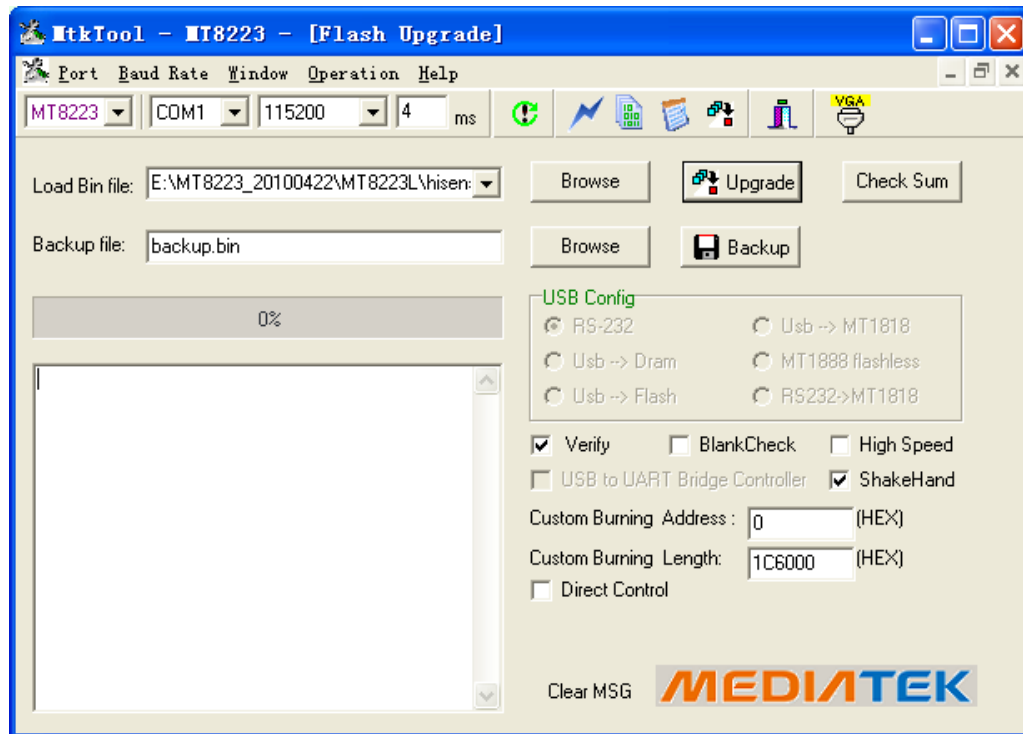 MtkTool - MT8223 - [Flash Upgrade]
Port Baud Rate Window Operation Help
MT8223 COM1 115200 4 ms VGA
Load Bin file: E:\MT8223_20100422\MT8223L\hisen: Browse Upgrade Check Sum
Backup file: backup.bin Browse Backup
0%
USB Config
RS-232 Usb --> MT1818
Usb --> Dram MT1888 flashless
Usb --> Flash RS232->MT1818
Verify BlankCheck High Speed
USB to UART Bridge Controller ShakeHand
Custom Burning Address : 0 (HEX)
Custom Burning Length: 1C6000 (HEX)
Direct Control
Clear MSG MEDIATEK